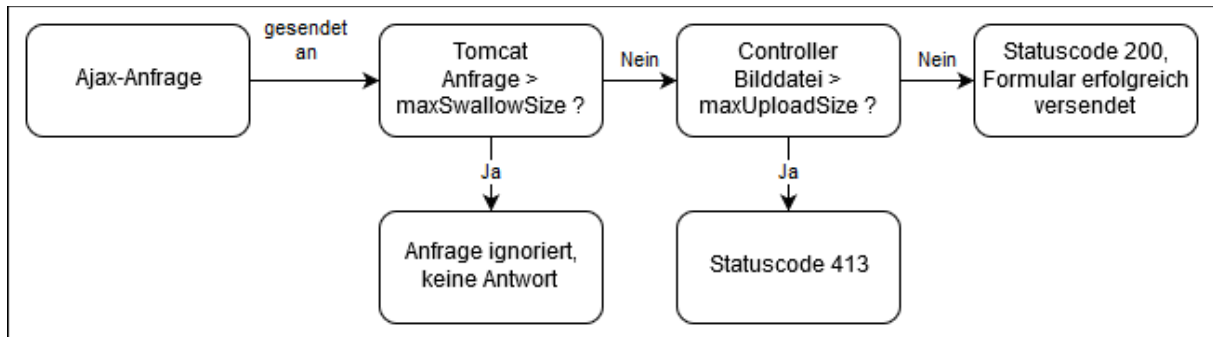 Ajax-Anfrage
gesendet
an
Tomcat
Anfrage >
maxSwallowSize ?
Nein
Controller
Bilddatei >
maxUploadSize ?
Nein
Statuscode 200,
Formular erfolgreich
versendet
Ja
Ja
Anfrage ignoriert,
keine Antwort
Statuscode 413